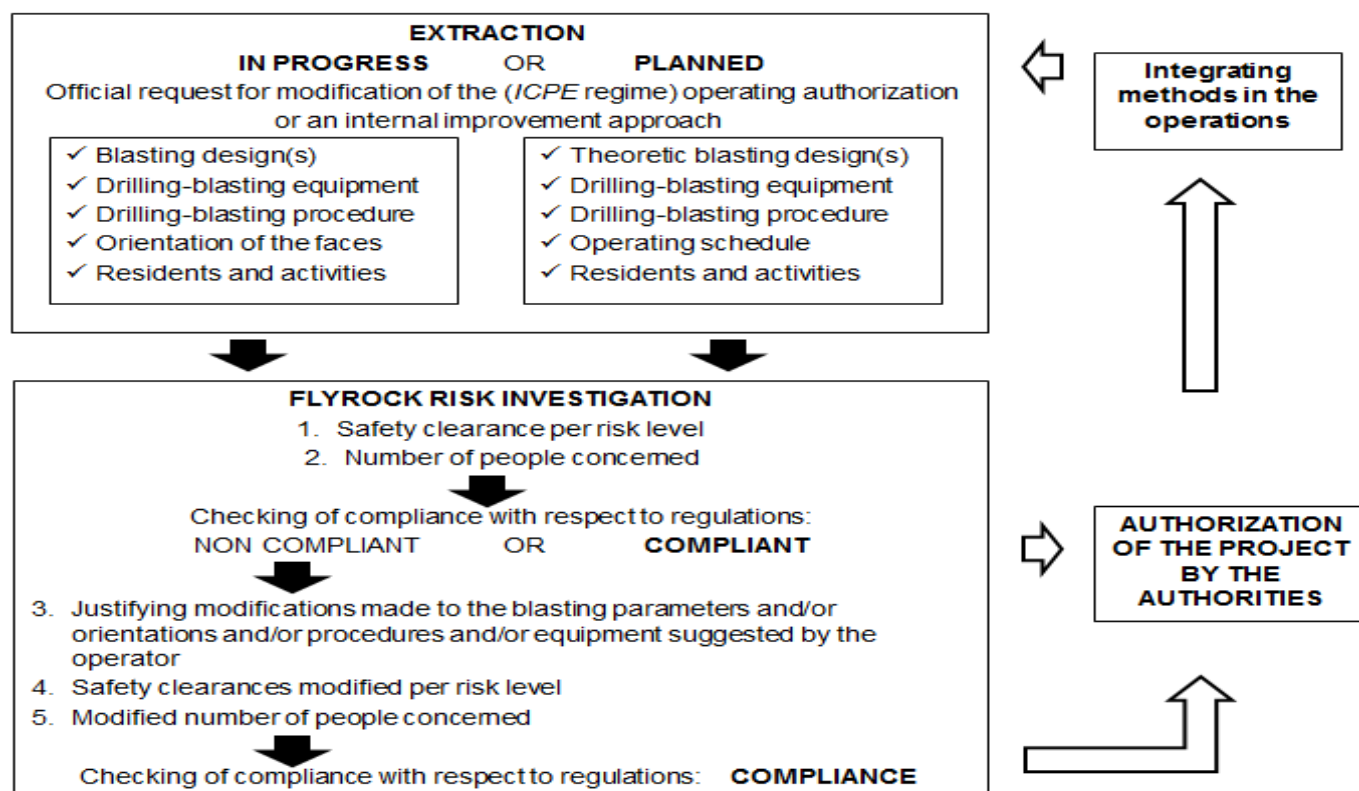 EXTRACTION
IN PROGRESS OR PLANNED
Official request for modification of the (ICPE regime) operating authorization
or an internal improvement approach
✓ Blasting design(s)
✓ Drilling-blasting equipment
✓ Drilling-blasting procedure
✓ Orientation of the faces
✓ Residents and activities
✓ Theoretic blasting design(s)
✓ Drilling-blasting equipment
✓ Drilling-blasting procedure
✓ Operating schedule
✓ Residents and activities
Integrating
methods in the
operations
FLYROCK RISK INVESTIGATION
1. Safety clearance per risk level
2. Number of people concerned
Checking of compliance with respect to regulations:
NON COMPLIANT OR COMPLIANT
3. Justifying modifications made to the blasting parameters and/or
orientations and/or procedures and/or equipment suggested by the
operator
4. Safety clearances modified per risk level
5. Modified number of people concerned
Checking of compliance with respect to regulations: COMPLIANCE
AUTHORIZATION
OF THE PROJECT
BY THE
AUTHORITIES